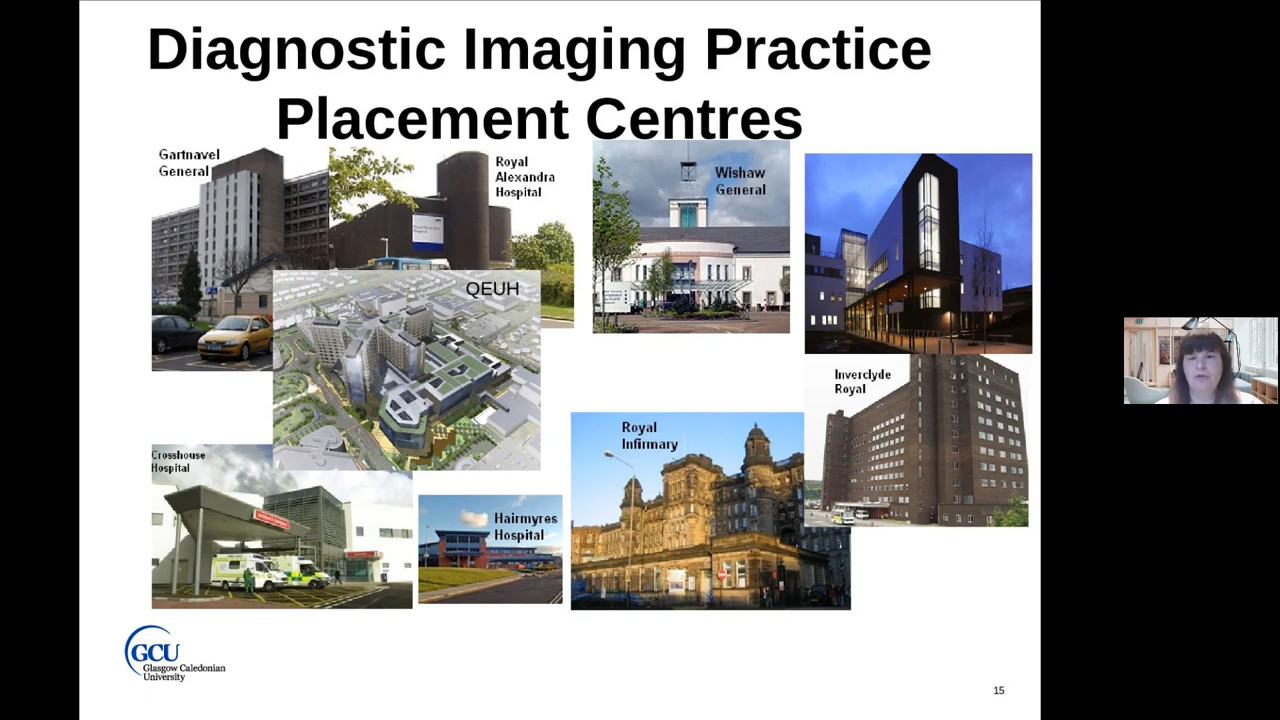 Diagnostic Imaging Practice
Placement Centres
Gartnavel
General
Royal
Alexandra
Hospital
Wishaw
General
QEUH
Inverclyde
Royal
Royal
Infirmary
Crosshouse
Hospital
Hairmyres
Hospital
GCU
Glasgow Caledonian
University
15